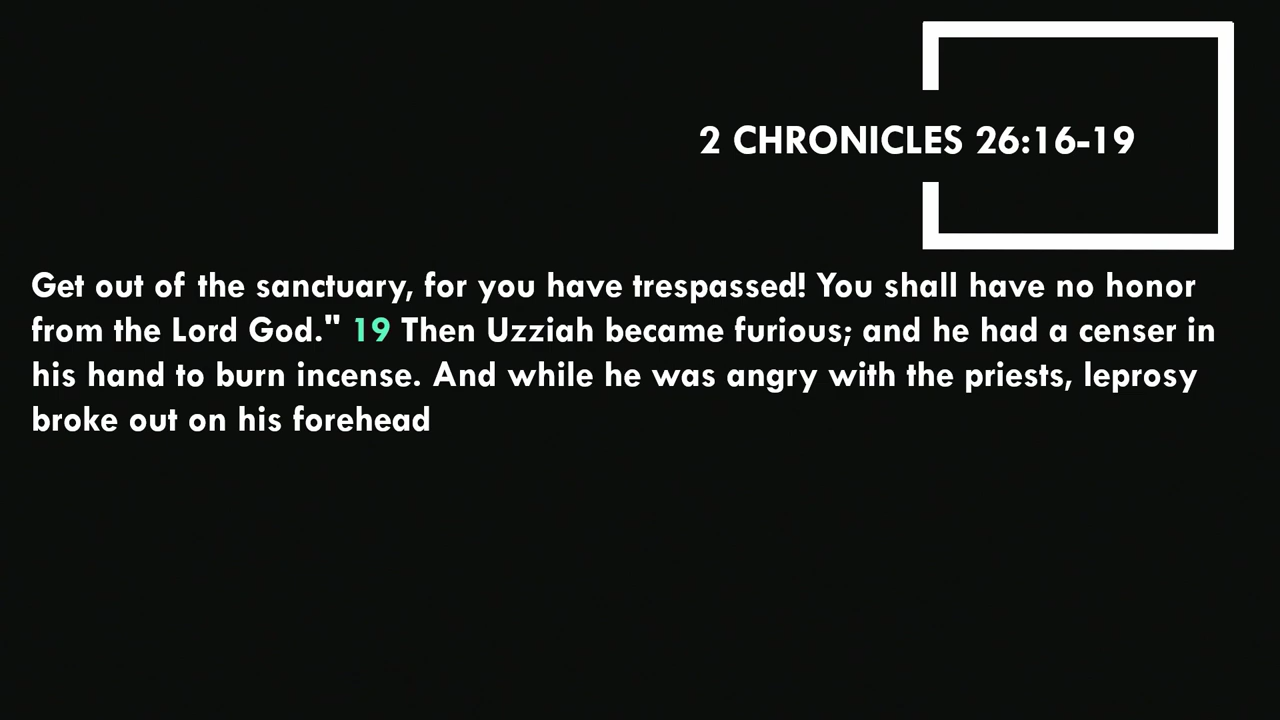 2 CHRONICLES 26:16-19
Get out of the sanctuary, for you have trespassed! You shall have no honor
from the Lord God." 19 Then Uzziah became furious; and he had a censer in
his hand to burn incense. And while he was angry with the priests, leprosy
broke out on his forehead